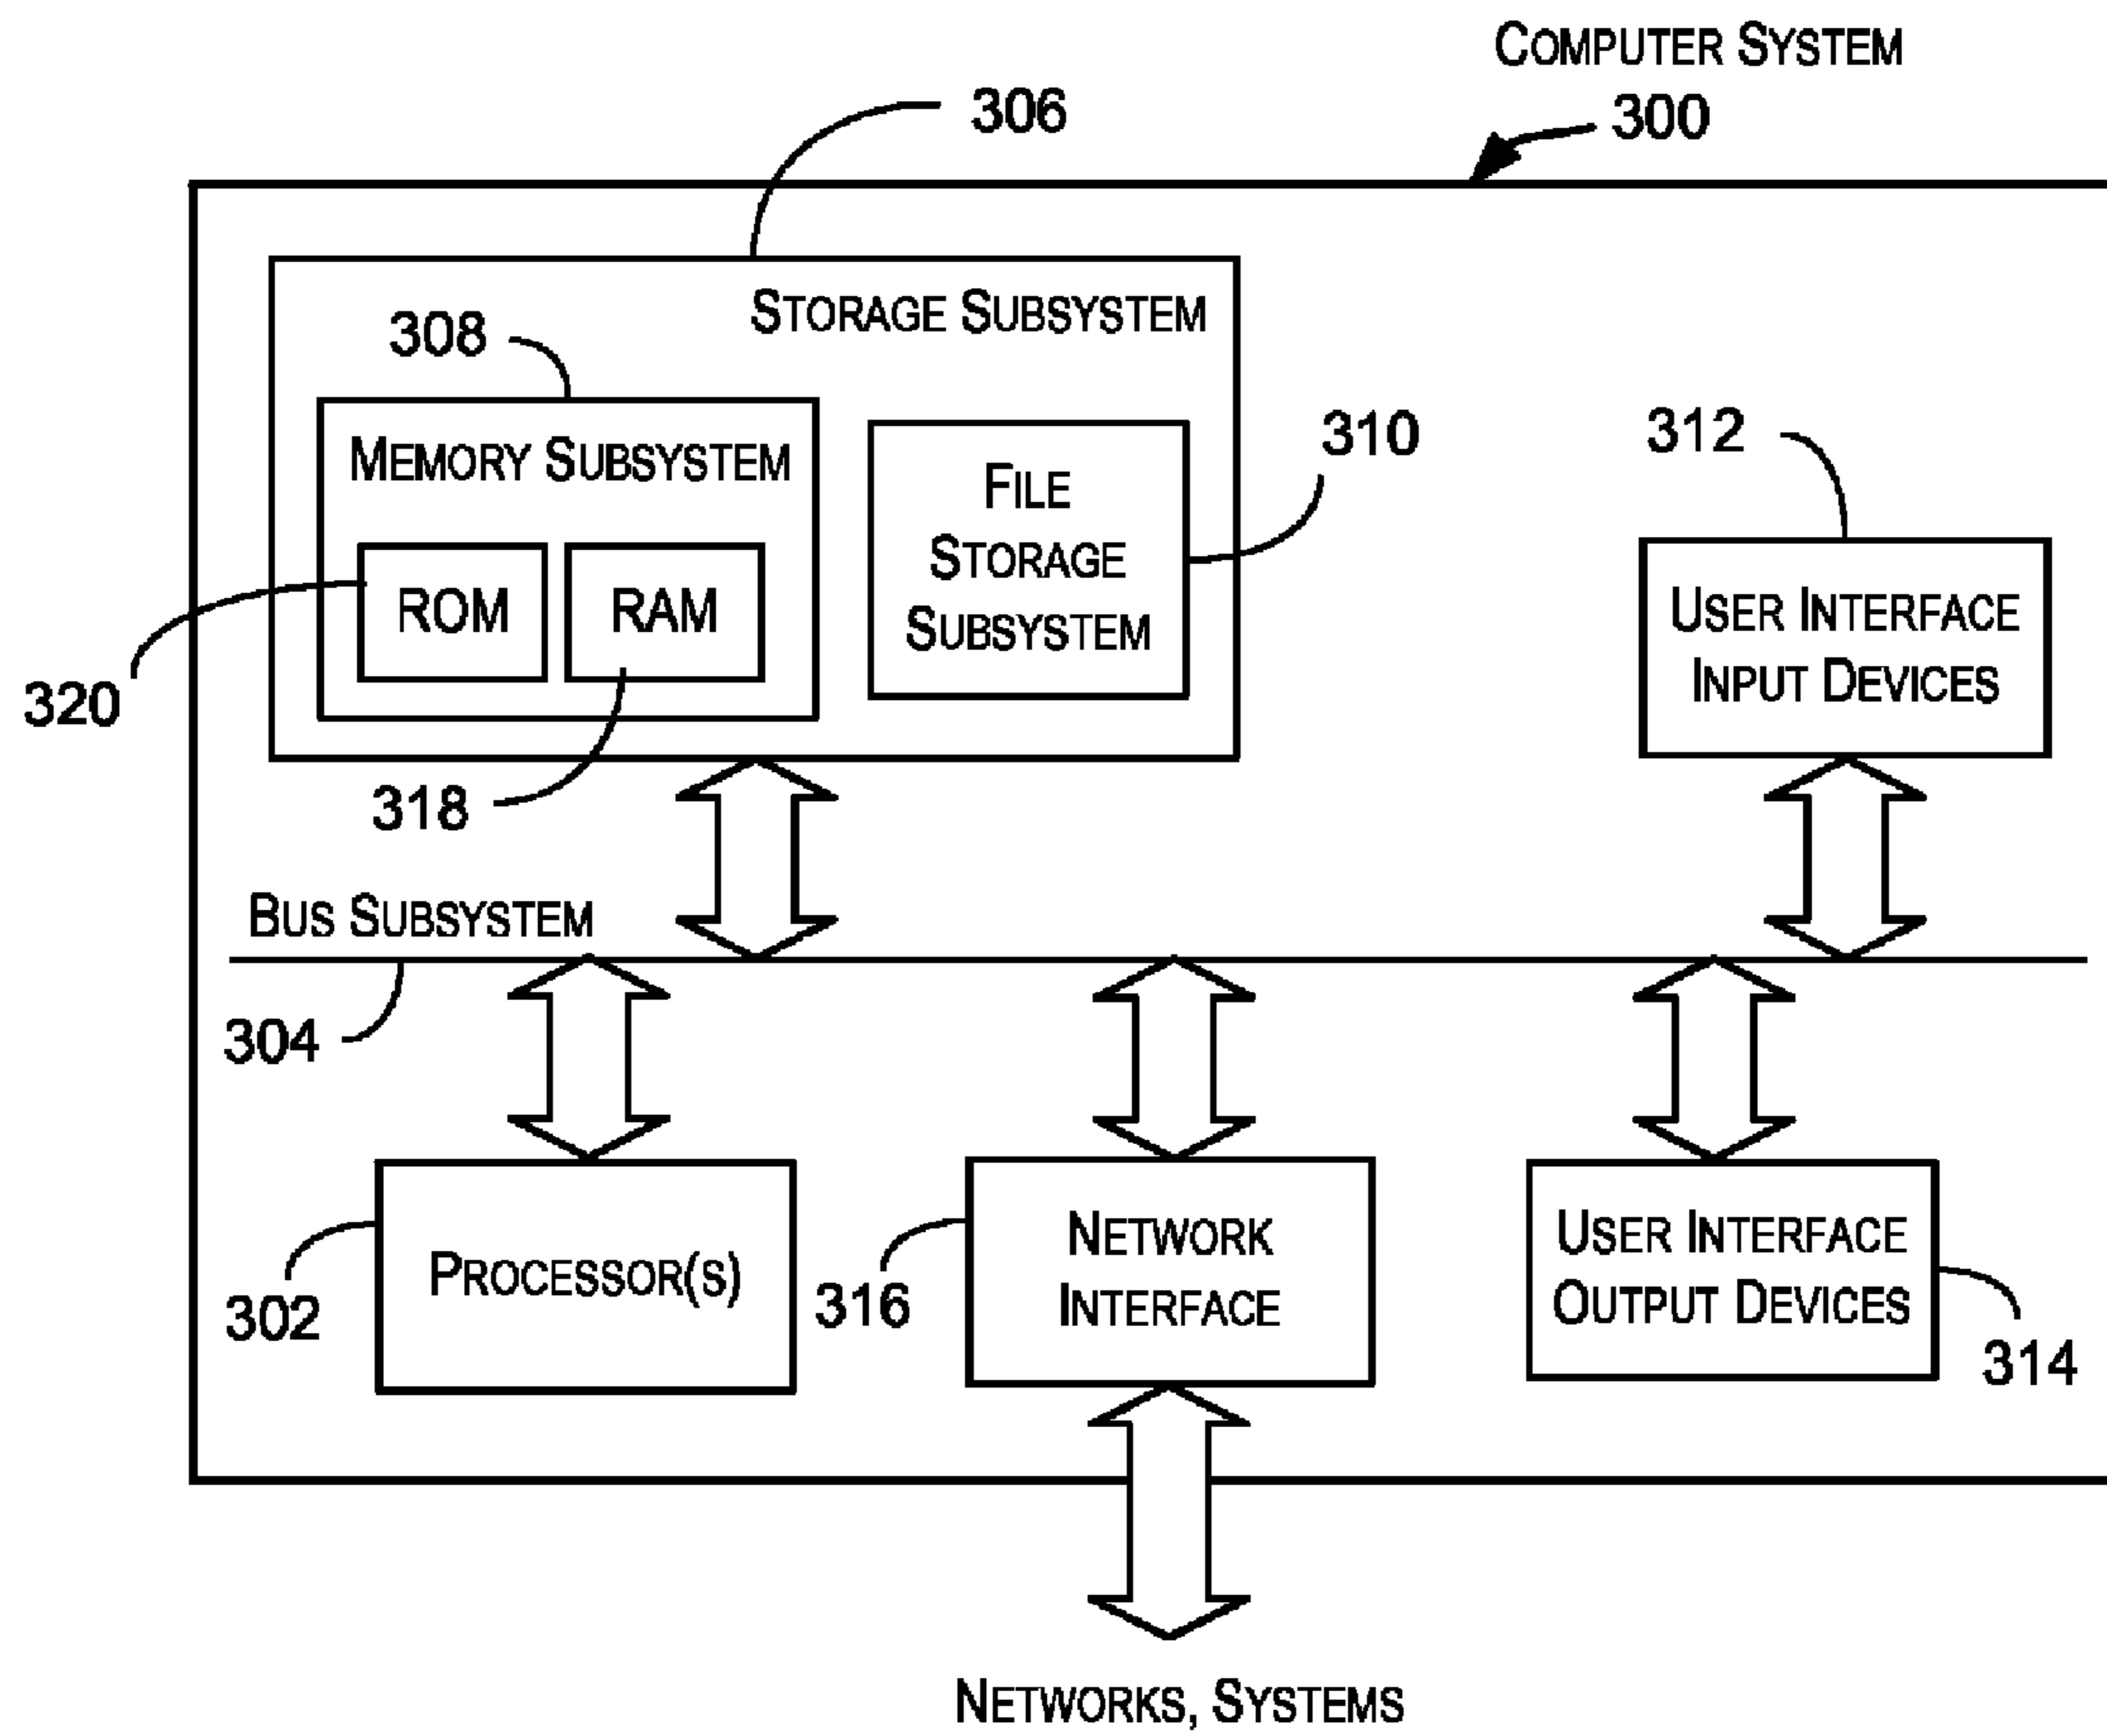 COMPUTER SYSTEM
300
306
STORAGE SUBSYSTEM
308
MEMORY SUBSYSTEM
310
FILE
STORAGE
SUBSYSTEM
312
USER INTERFACE
INPUT DEVICES
ROM
RAM
320
318
BUS SUBSYSTEM
304
302
PROCESSOR(S)
316
NETWORK
INTERFACE
USER INTERFACE
OUTPUT DEVICES
314
NETWORKS, SYSTEMS